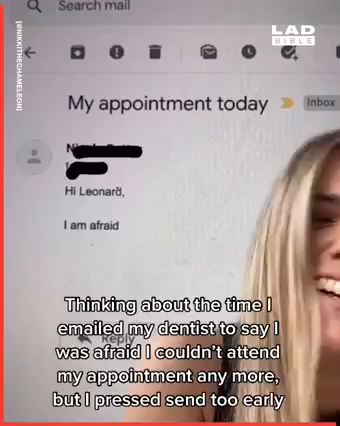 Search mail
[@NIKKITHECHAMELEON]
LAD
BIBLE
My appointment today
Inbox
Hi Leonard,
I am afraid
Thinking about the time I
emailed my dentist to say I
was afraid I couldn't attend
my appointment any more,
but I pressed send too early
Reply